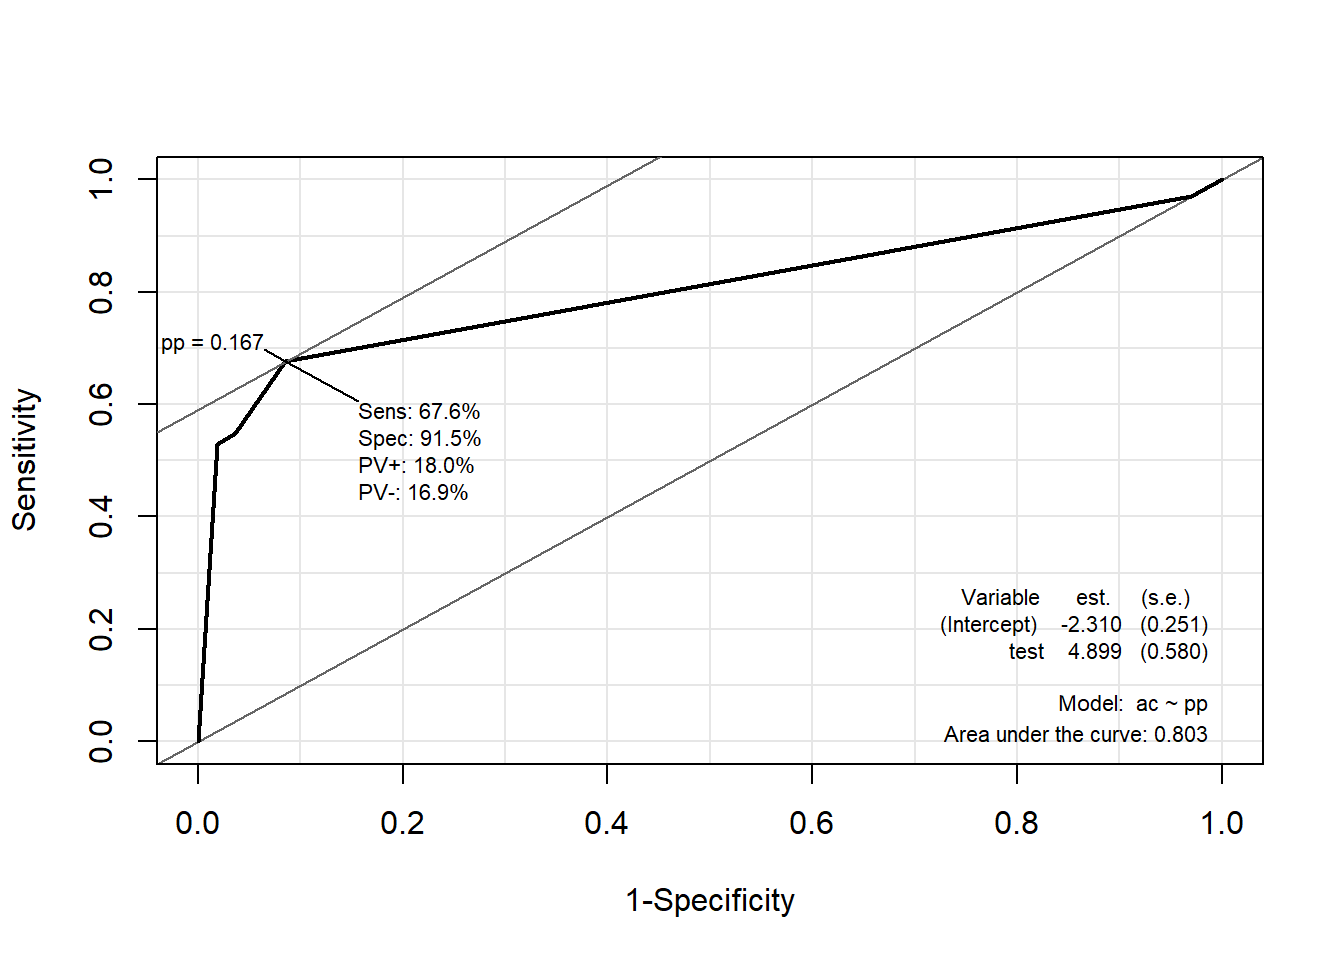 1.0
0.8
0.6
0.4
0.2
0.0
Sensitivity
pp = 0.167
Sens: 67.6%
Spec: 91.5%
PV+: 18.0%
PV-: 16.9%
Variable est. (s.e.)
(Intercept) -2.310 (0.251)
test 4.899 (0.580)
Model: ac ~ pp
Area under the curve: 0.803
0.0 0.2 0.4 0.6 0.8 1.0
1-Specificity